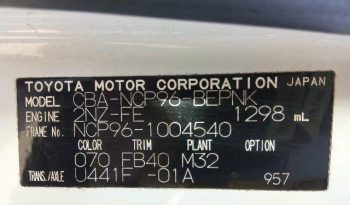 TOYOTA MOTOR CORPORATION JAPAN
MODEL CBA-NCP96-BEPNK
ENGINE 2NZ-FE 1298 mL
FRAME No. NCP96-1004540
COLOR TRIM PLANT OPTION
070 FB40 M32
TRANS./AXLE U441F -01A 957